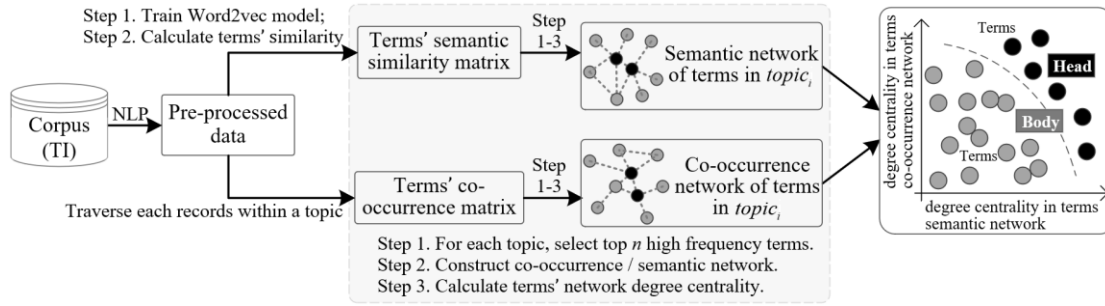 Step 1. Train Word2vec model;
Step 2. Calculate terms' similarity
Corpus
(TI)
NLP
Pre-processed
data
Traverse each records within a topic
Terms' semantic
similarity matrix
Step
1-3
Semantic network
of terms in topic_i
Terms' co-
occurrence matrix
Step
1-3
Co-occurrence
network of terms
in topic_i
Step 1. For each topic, select top n high frequency terms.
Step 2. Construct co-occurrence / semantic network.
Step 3. Calculate terms' network degree centrality.
degree centrality in terms
co-occurrence network
Terms
Head
Body
Terms
degree centrality in terms
semantic network